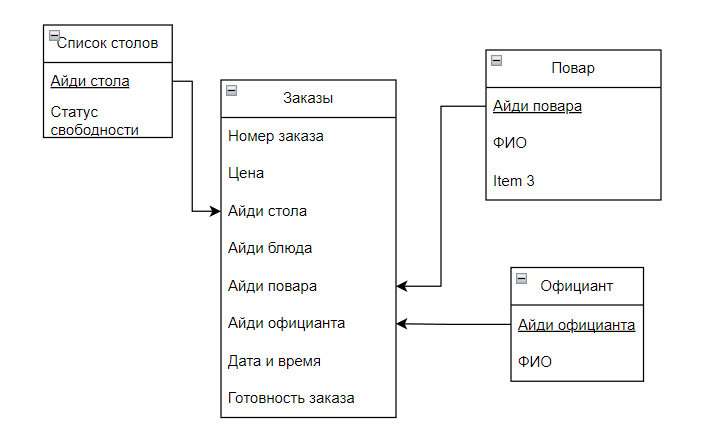 Список столов
Айди стола
Статус
свободности
Заказы
Номер заказа
Цена
Айди стола
Айди блюда
Айди повара
Айди официанта
Дата и время
Готовность заказа
Повар
Айди повара
ФИО
Item 3
Официант
Айди официанта
ФИО